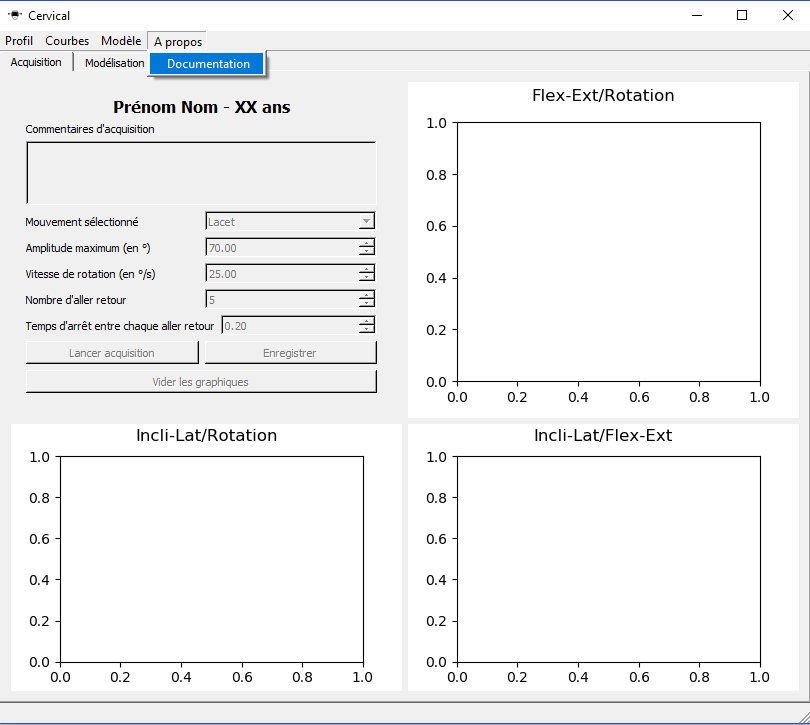 Cervical
Profil Courbes Modèle A propos
Acquisition Modélisation Documentation
Prénom Nom - XX ans
Commentaires d'acquisition
Mouvement sélectionné Lacet
Amplitude maximum (en °) 70.00
Vitesse de rotation (en °/s) 25.00
Nombre d'aller retour 5
Temps d'arrêt entre chaque aller retour 0.20
Lancer acquisition Enregistrer
Vider les graphiques
Flex-Ext/Rotation
1.0
0.8
0.6
0.4
0.2
0.0
0.0 0.2 0.4 0.6 0.8 1.0
Incli-Lat/Rotation
1.0
0.8
0.6
0.4
0.2
0.0
0.0 0.2 0.4 0.6 0.8 1.0
Incli-Lat/Flex-Ext
1.0
0.8
0.6
0.4
0.2
0.0
0.0 0.2 0.4 0.6 0.8 1.0